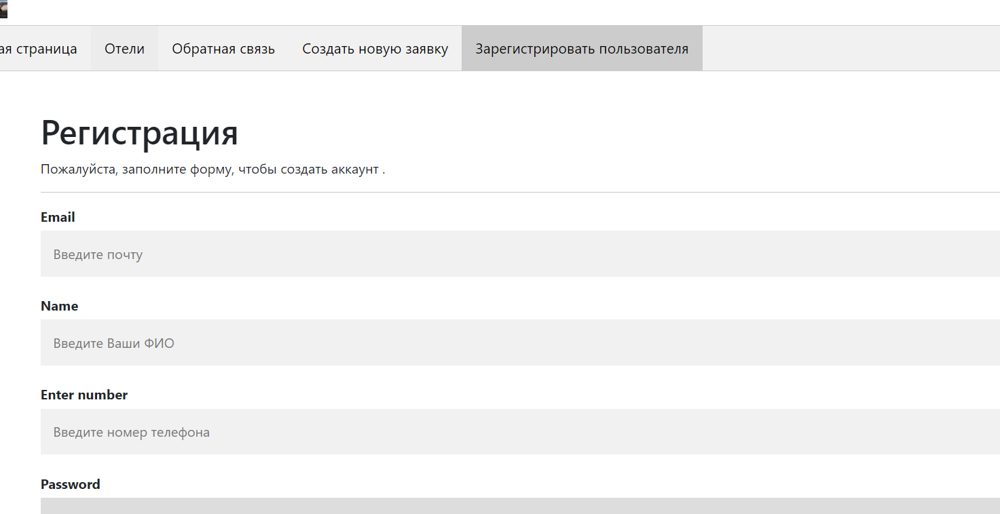 ая страница Отели Обратная связь Создать новую заявку Зарегистрировать пользователя
Регистрация
Пожалуйста, заполните форму, чтобы создать аккаунт .
Email
Введите почту
Name
Введите Ваши ФИО
Enter number
Введите номер телефона
Password